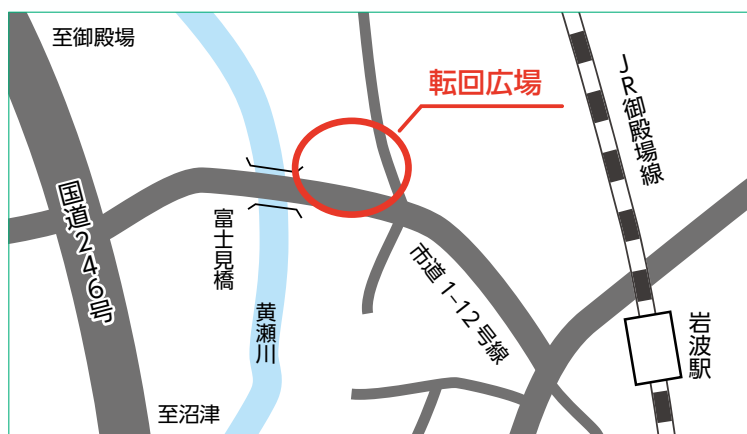 至御殿場
転回広場
JR御殿場線
国道246号
富士見橋
黄瀬川
市道1-12号線
岩波駅
至沼津